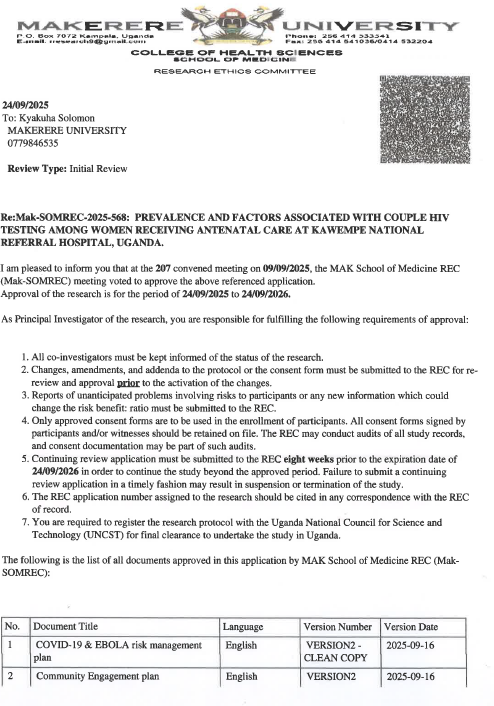 MAKERERE UNIVERSITY
P.O. Box 7072 Kampala, Uganda Phone: 256 414 533541
E.mail: rresearch9@gmail.com Fax: 256 414 541036/0414 532204
COLLEGE OF HEALTH SCIENCES
SCHOOL OF MEDICINE
RESEARCH ETHICS COMMITTEE
24/09/2025
To: Kyakuha Solomon
MAKERERE UNIVERSITY
0779846535
Review Type: Initial Review
Re:Mak-SOMREC-2025-568: PREVALENCE AND FACTORS ASSOCIATED WITH COUPLE HIV
TESTING AMONG WOMEN RECEIVING ANTENATAL CARE AT KAWEMPE NATIONAL
REFERRAL HOSPITAL, UGANDA.
I am pleased to inform you that at the 207 convened meeting on 09/09/2025, the MAK School of Medicine REC
(Mak-SOMREC) meeting voted to approve the above referenced application.
Approval of the research is for the period of 24/09/2025 to 24/09/2026.
As Principal Investigator of the research, you are responsible for fulfilling the following requirements of approval:
1. All co-investigators must be kept informed of the status of the research.
2. Changes, amendments, and addenda to the protocol or the consent form must be submitted to the REC for re-
review and approval prior to the activation of the changes.
3. Reports of unanticipated problems involving risks to participants or any new information which could
change the risk benefit: ratio must be submitted to the REC.
4. Only approved consent forms are to be used in the enrollment of participants. All consent forms signed by
participants and/or witnesses should be retained on file. The REC may conduct audits of all study records,
and consent documentation may be part of such audits.
5. Continuing review application must be submitted to the REC eight weeks prior to the expiration date of
24/09/2026 in order to continue the study beyond the approved period. Failure to submit a continuing
review application in a timely fashion may result in suspension or termination of the study.
6. The REC application number assigned to the research should be cited in any correspondence with the REC
of record.
7. You are required to register the research protocol with the Uganda National Council for Science and
Technology (UNCST) for final clearance to undertake the study in Uganda.
The following is the list of all documents approved in this application by MAK School of Medicine REC (Mak-
SOMREC):
No. Document Title Language Version Number Version Date
1 COVID-19 & EBOLA risk management English VERSION2 - 2025-09-16
plan CLEAN COPY
2 Community Engagement plan English VERSION2 2025-09-16